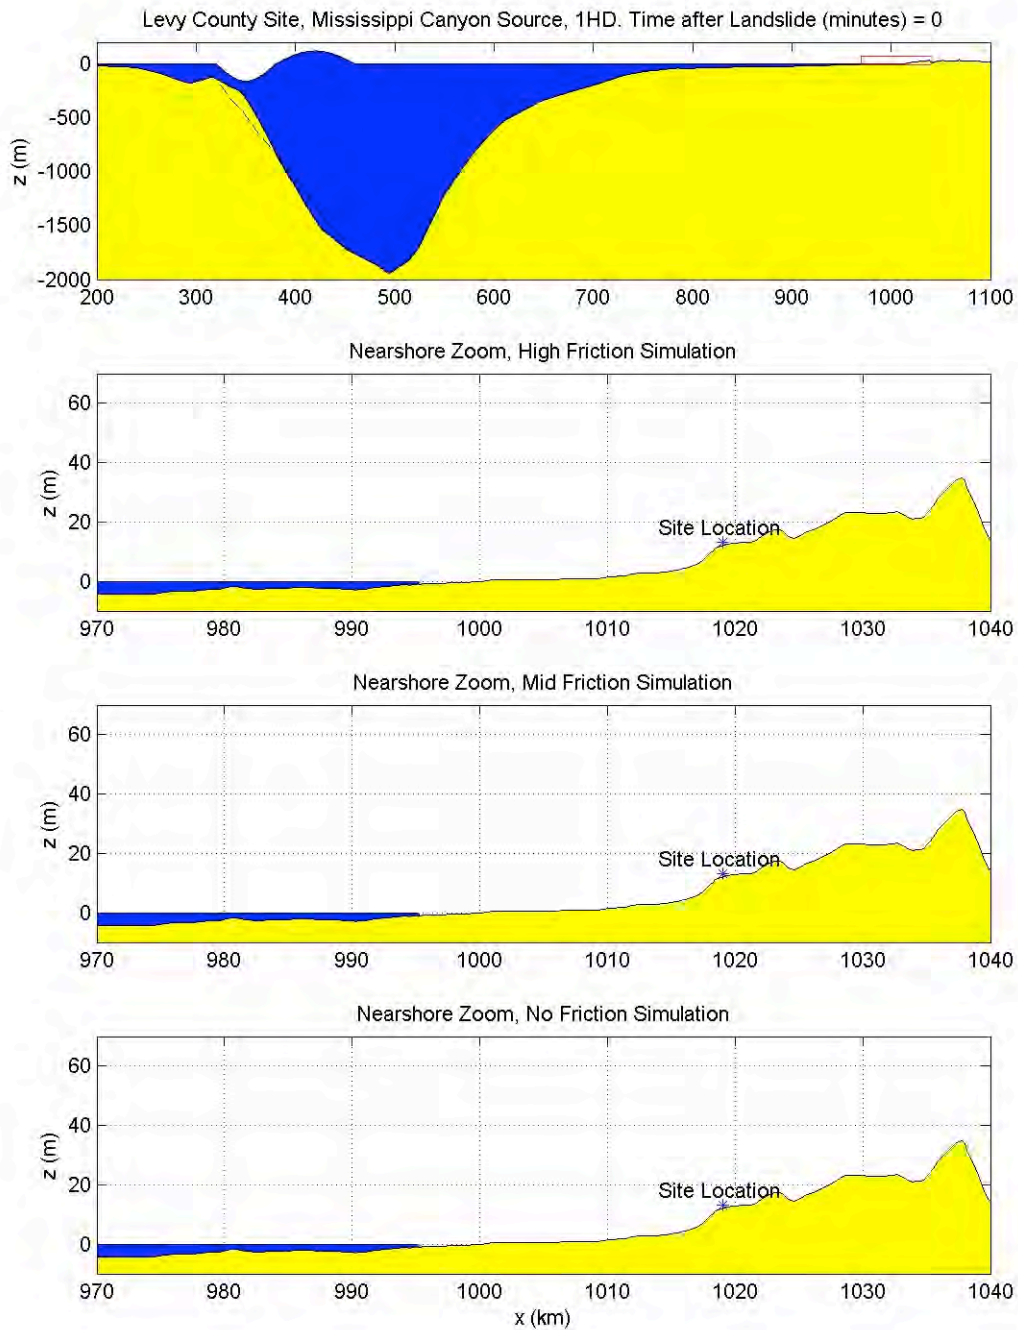 Levy County Site, Mississippi Canyon Source, 1HD. Time after Landslide (minutes) = 0
0
-500
-1000
-1500
-2000
z (m)
200 300 400 500 600 700 800 900 1000 1100
Nearshore Zoom, High Friction Simulation
60
40
20
0
z (m)
Site Location
970 980 990 1000 1010 1020 1030 1040
Nearshore Zoom, Mid Friction Simulation
60
40
20
0
z (m)
Site Location
970 980 990 1000 1010 1020 1030 1040
Nearshore Zoom, No Friction Simulation
60
40
20
0
z (m)
Site Location
970 980 990 1000 1010 1020 1030 1040
x (km)